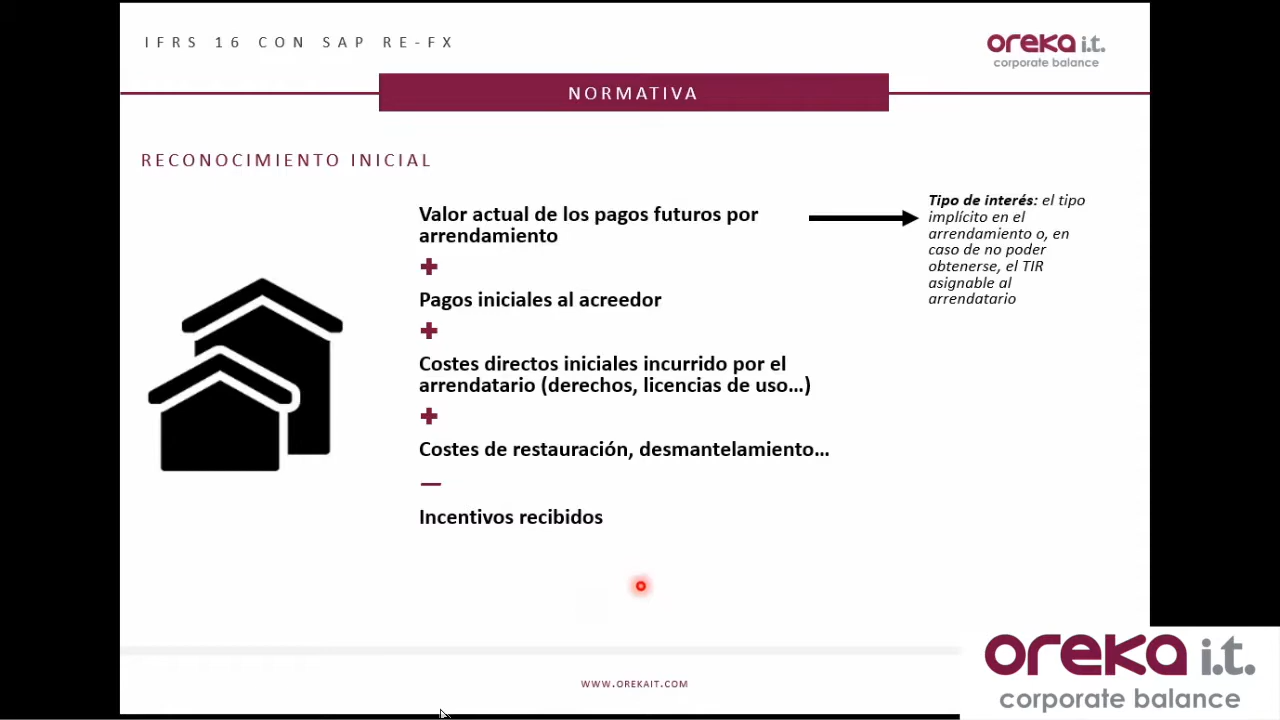 IFRS 16 CON SAP RE-FX
oreka i.t.
corporate balance
NORMATIVA
RECONOCIMIENTO INICIAL
Valor actual de los pagos futuros por
arrendamiento
+
Pagos iniciales al acreedor
+
Costes directos iniciales incurrido por el
arrendatario (derechos, licencias de uso…)
+
Costes de restauración, desmantelamiento…
—
Incentivos recibidos
Tipo de interés: el tipo
implícito en el
arrendamiento o, en
caso de no poder
obtenerse, el TIR
asignable al
arrendatario
WWW.OREKAIT.COM
oreka i.t.
corporate balance